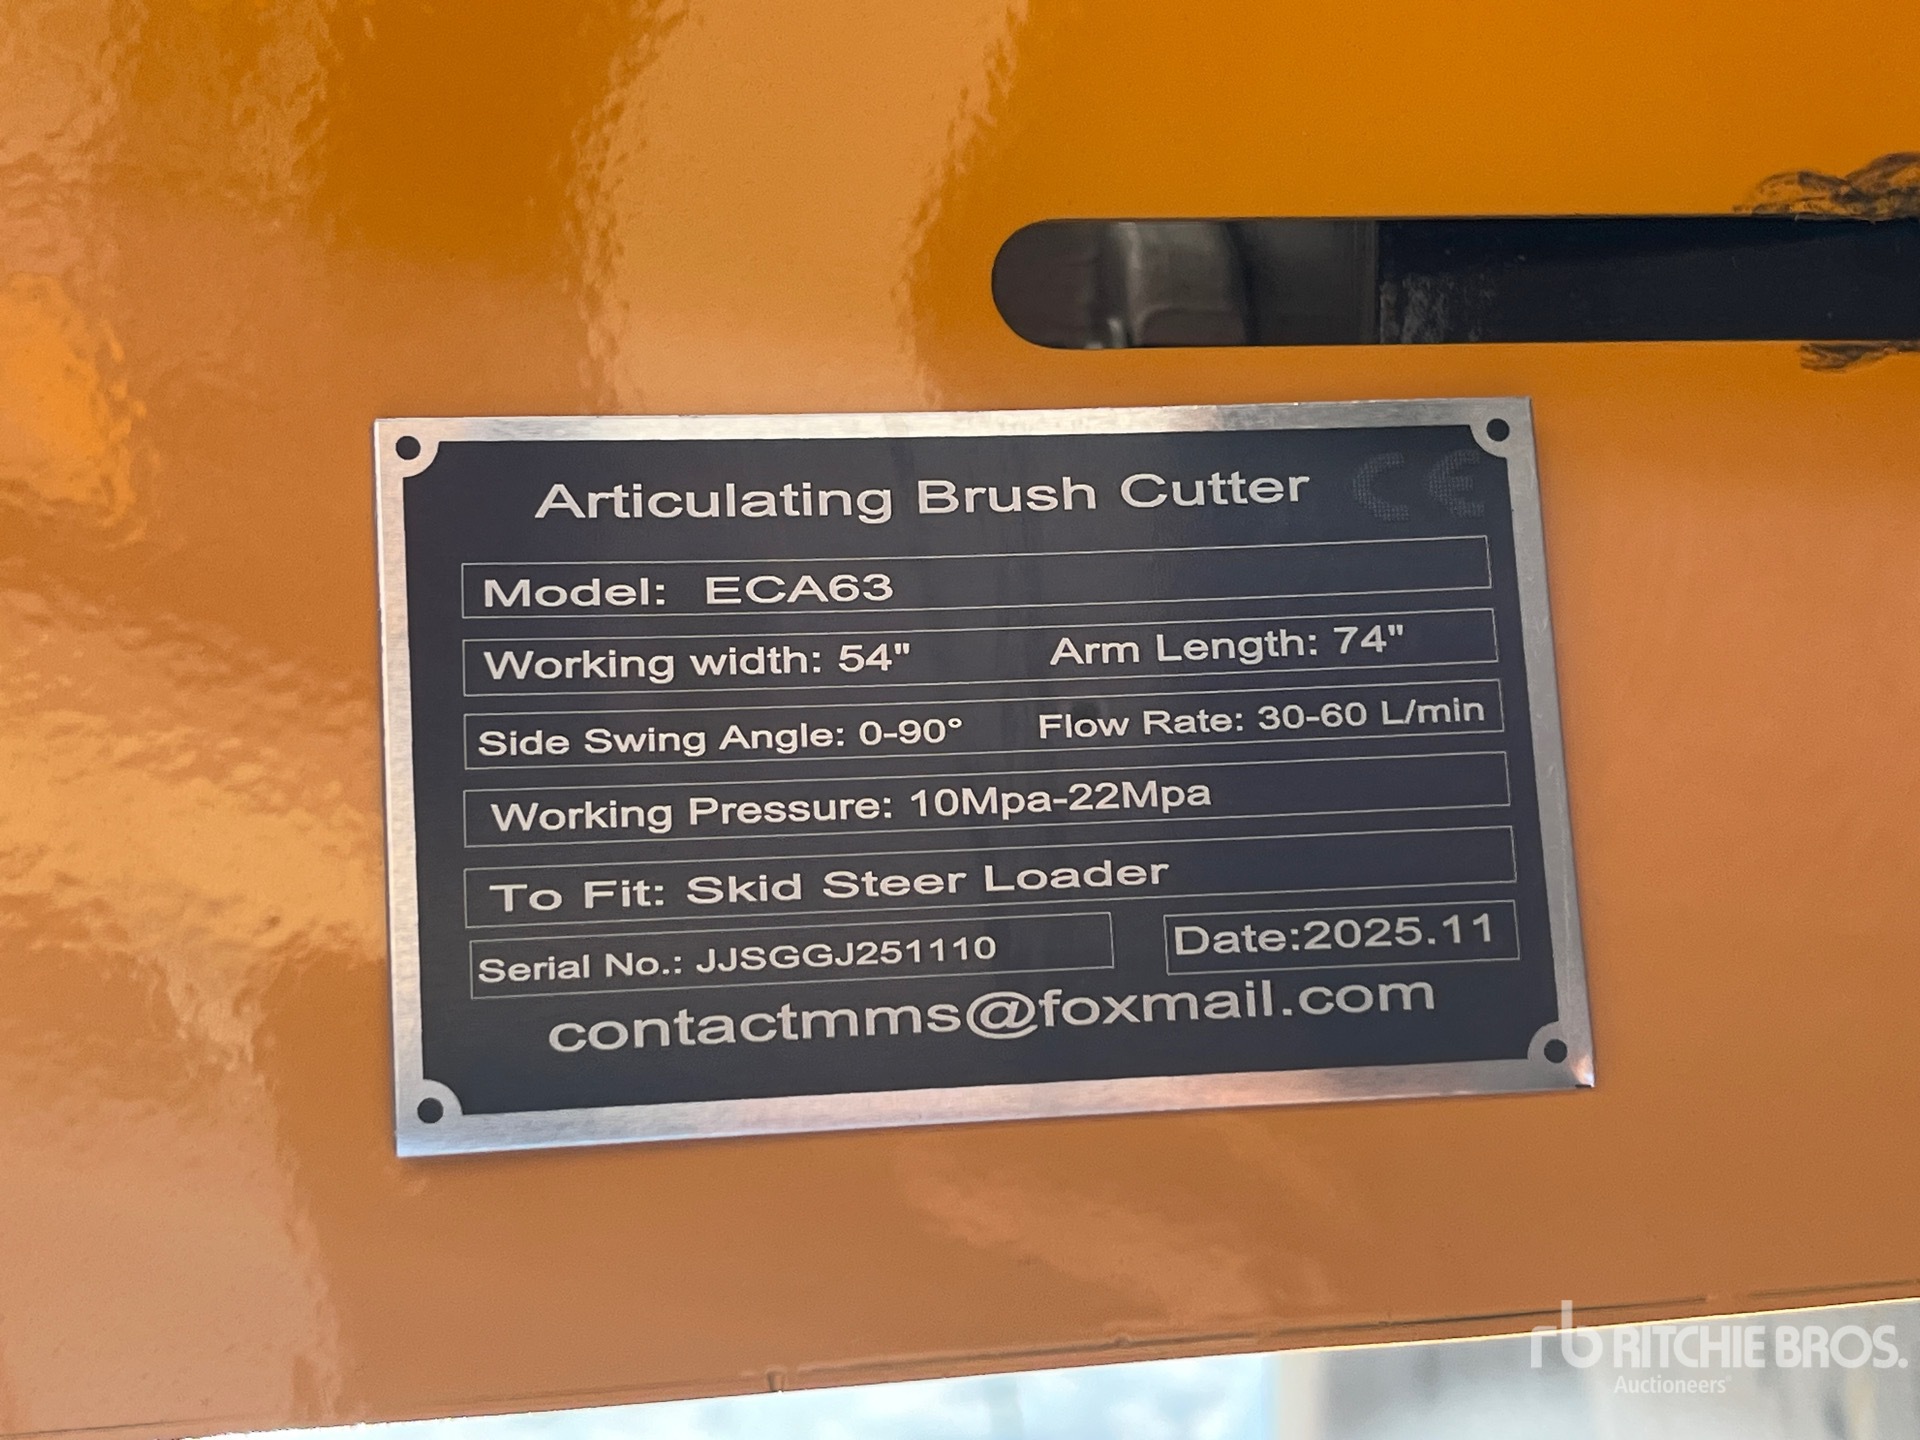 Articulating Brush Cutter CE
Model: ECA63
Working width: 54" Arm Length: 74"
Side Swing Angle: 0-90° Flow Rate: 30-60 L/min
Working Pressure: 10Mpa-22Mpa
To Fit: Skid Steer Loader
Serial No.: JJSGGJ251110 Date:2025.11
contactmms@foxmail.com
rb RITCHIE BROS.
Auctioneers